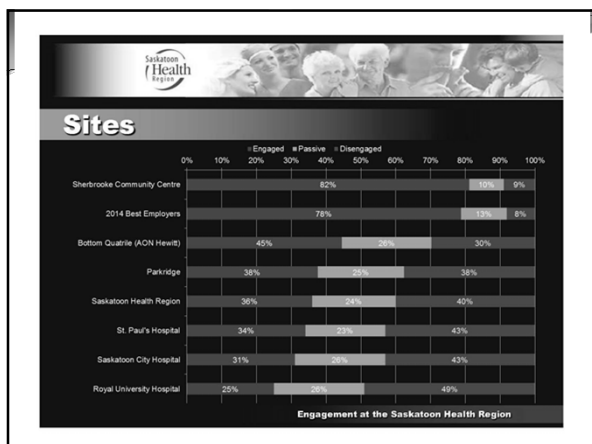 Saskatoon
Health
Region
Sites
Engaged Passive Disengaged
0% 10% 20% 30% 40% 50% 60% 70% 80% 90% 100%
Sherbrooke Community Centre 82% 10% 9%
2014 Best Employers 78% 13% 8%
Bottom Quatrile (AON Hewitt) 45% 26% 30%
Parkridge 38% 25% 38%
Saskatoon Health Region 36% 24% 40%
St. Paul's Hospital 34% 23% 43%
Saskatoon City Hospital 31% 26% 43%
Royal University Hospital 25% 26% 49%
Engagement at the Saskatoon Health Region